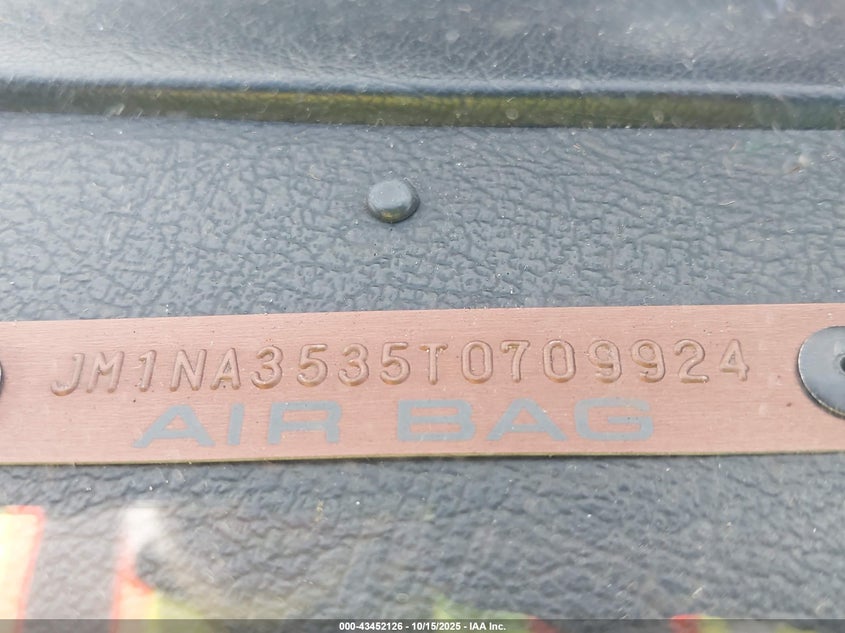 JM1NA3535T0709924
AIR BAG
000-43452126 - 10/15/2025 - IAA Inc.